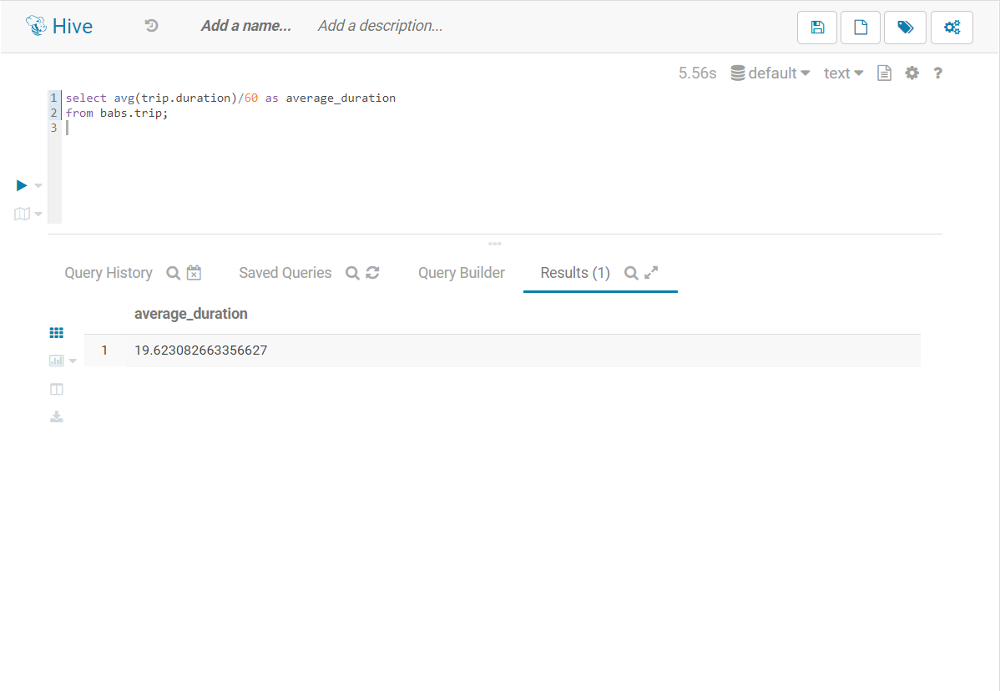 Hive Add a name... Add a description...
5.56s default text ?
1 select avg(trip.duration)/60 as average_duration
2 from babs.trip;
3
Query History Saved Queries Query Builder Results (1)
average_duration
1 19.623082663356627